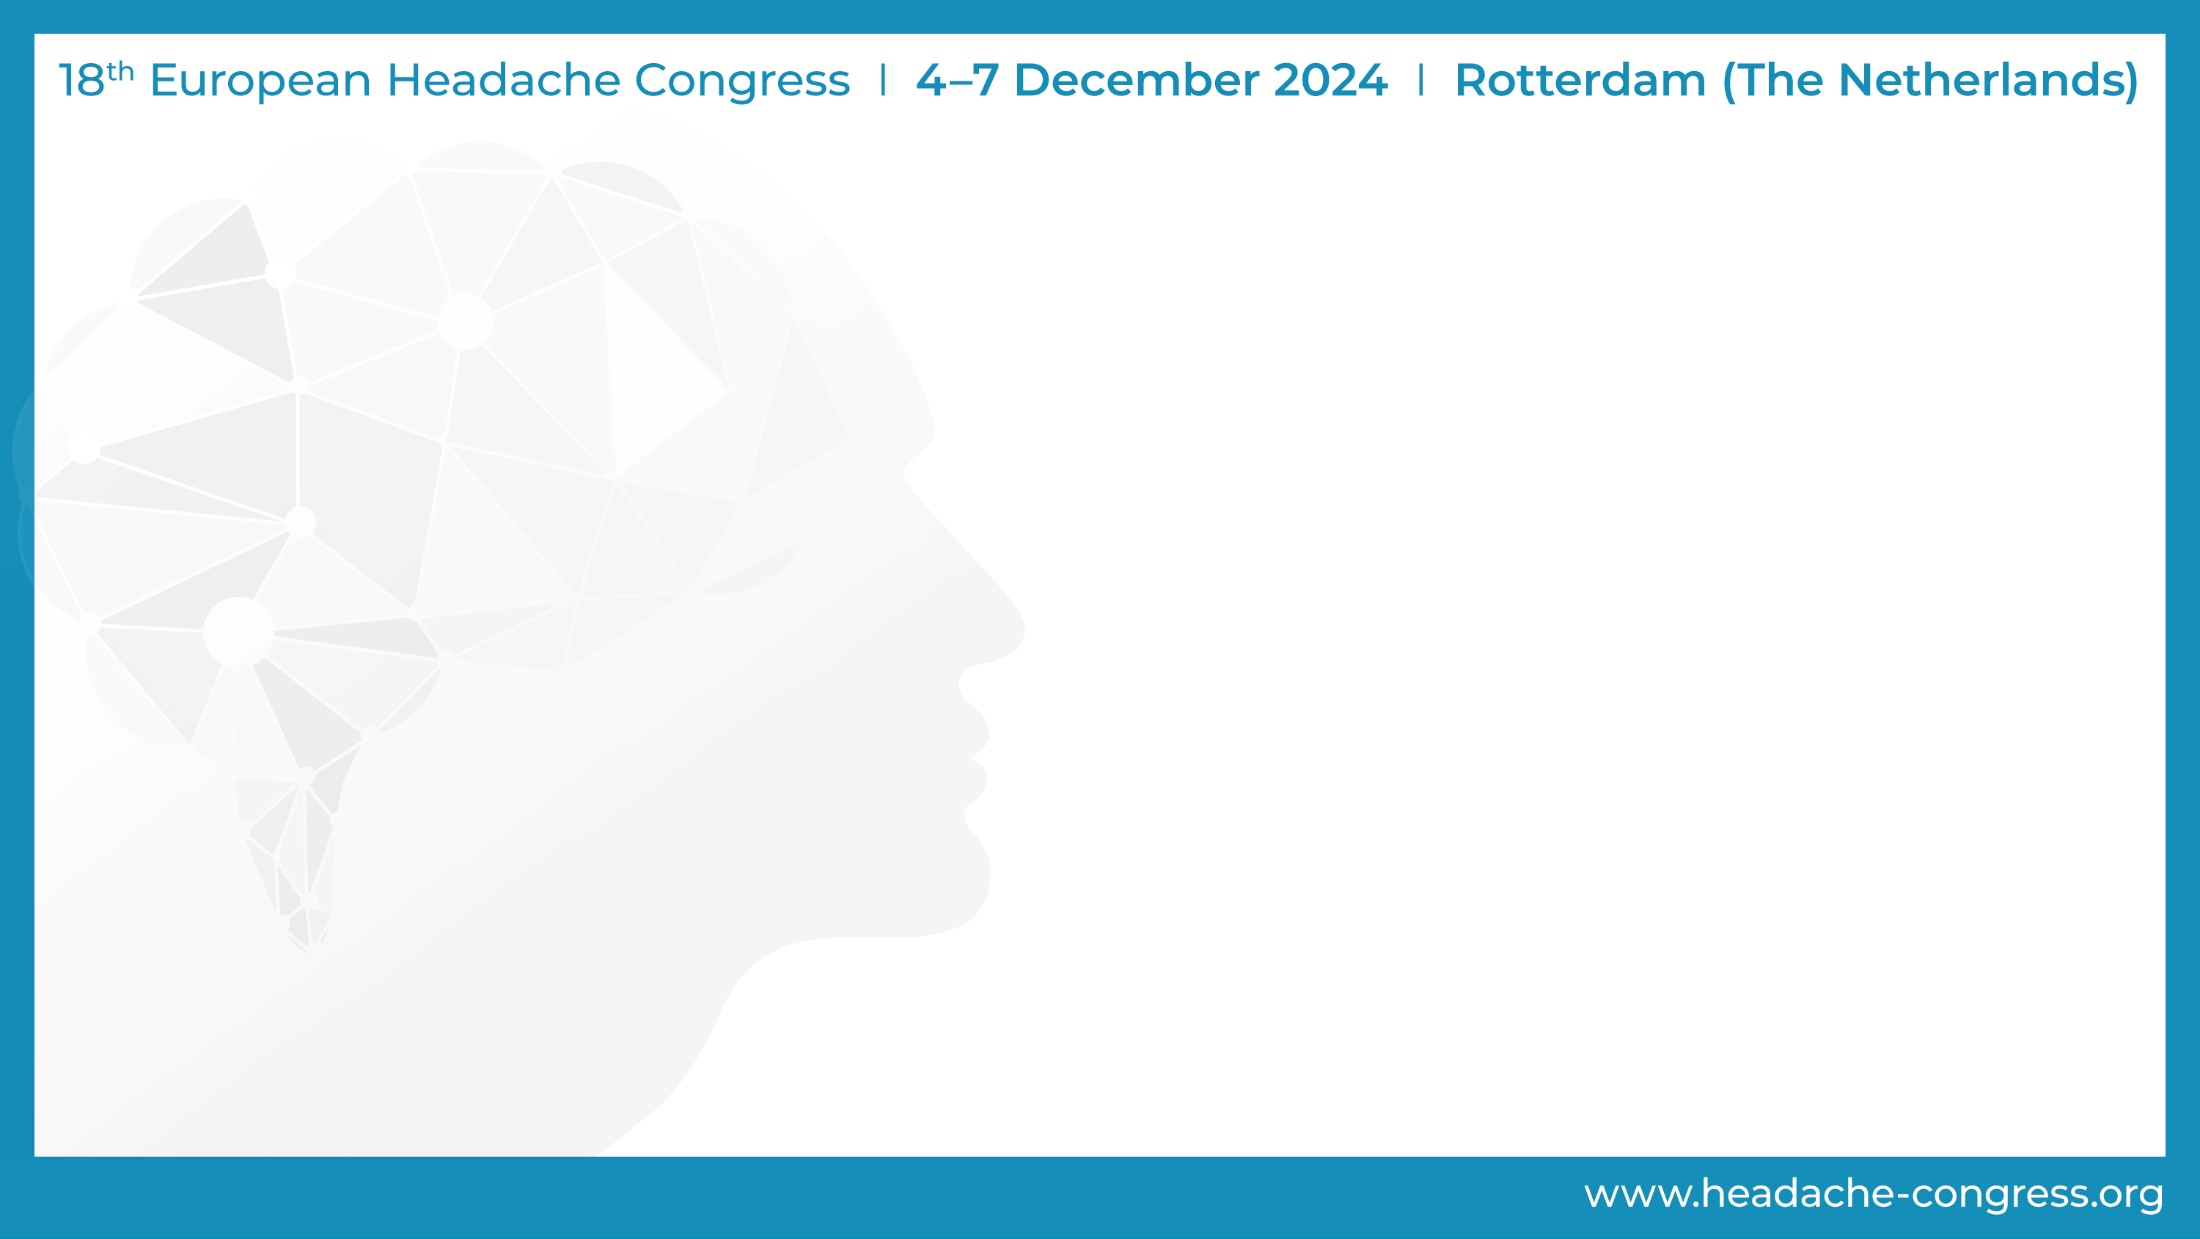 18th European Headache Congress | 4–7 December 2024 | Rotterdam (The Netherlands)
www.headache-congress.org